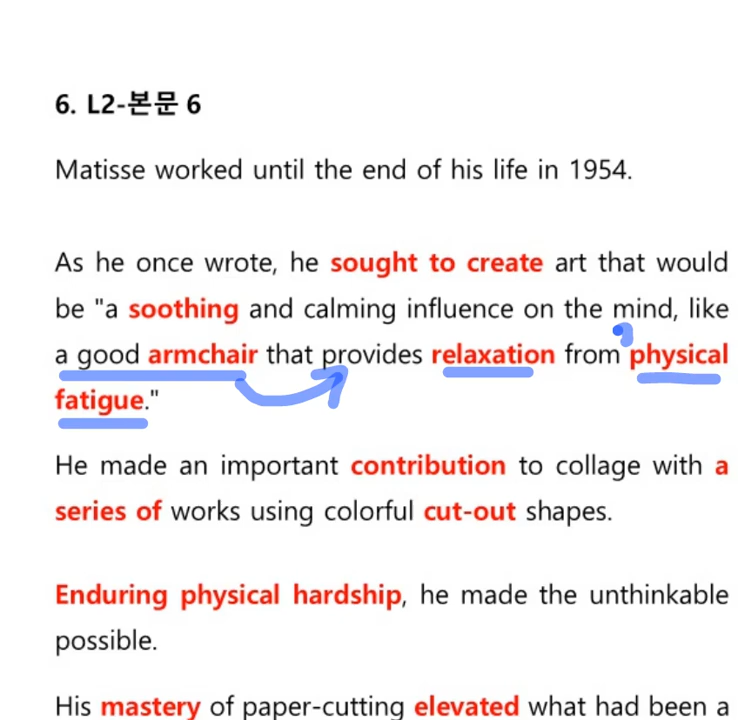 6. L2-본문 6
Matisse worked until the end of his life in 1954.
As he once wrote, he sought to create art that would
be "a soothing and calming influence on the mind, like
a good armchair that provides relaxation from physical
fatigue."
He made an important contribution to collage with a
series of works using colorful cut-out shapes.
Enduring physical hardship, he made the unthinkable
possible.
His mastery of paper-cutting elevated what had been a